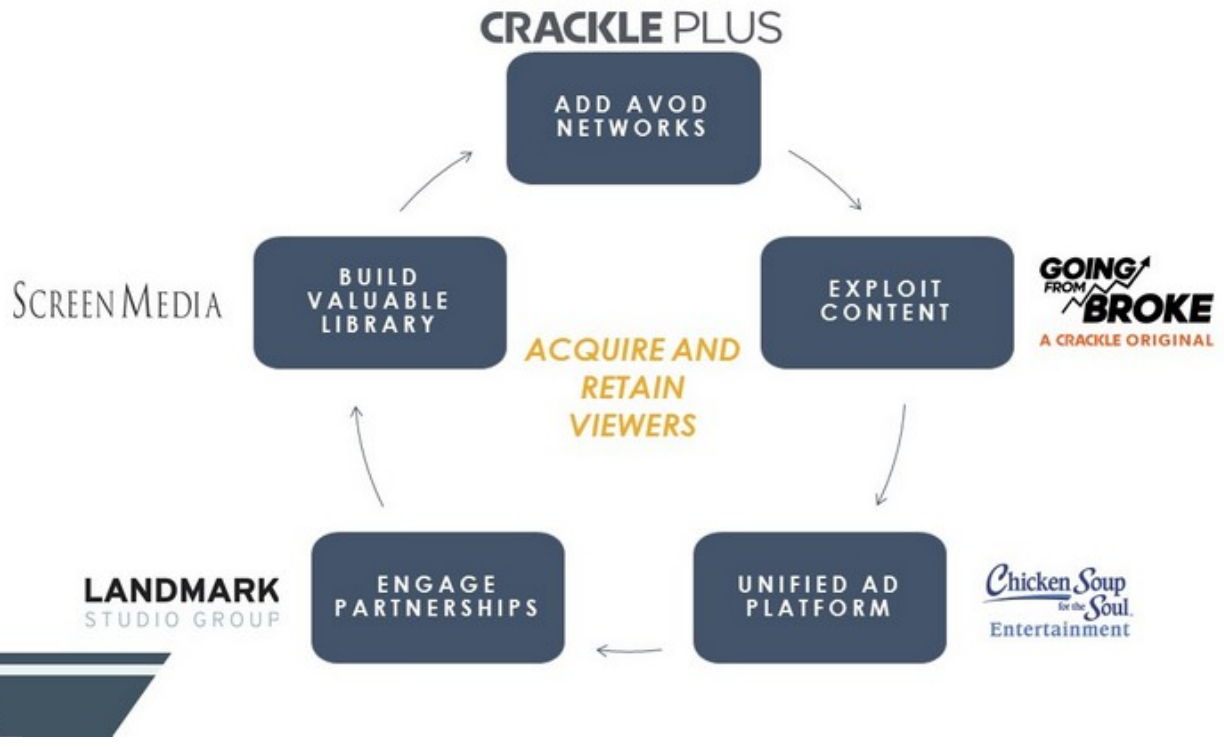 CRACKLE PLUS
ADD AVOD
NETWORKS
EXPLOIT
CONTENT
GOING
FROM
BROKE
A CRACKLE ORIGINAL
UNIFIED AD
PLATFORM
Chicken Soup
for the Soul
Entertainment
ENGAGE
PARTNERSHIPS
LANDMARK
STUDIO GROUP
BUILD
VALUABLE
LIBRARY
SCREEN MEDIA
ACQUIRE AND
RETAIN
VIEWERS